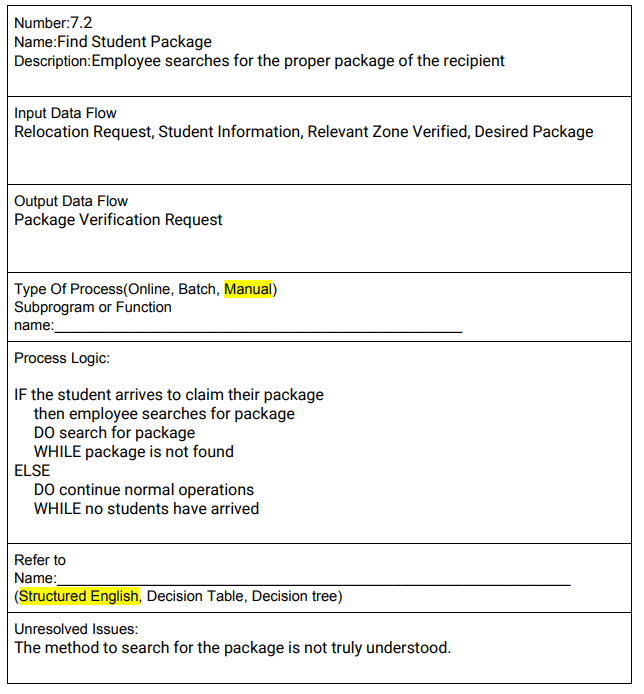 Number:7.2
Name:Find Student Package
Description:Employee searches for the proper package of the recipient
Input Data Flow
Relocation Request, Student Information, Relevant Zone Verified, Desired Package
Output Data Flow
Package Verification Request
Type Of Process(Online, Batch, Manual)
Subprogram or Function
name:__________________________________________________
Process Logic:
IF the student arrives to claim their package
then employee searches for package
DO search for package
WHILE package is not found
ELSE
DO continue normal operations
WHILE no students have arrived
Refer to
Name:_______________________________________________________________
(Structured English, Decision Table, Decision tree)
Unresolved Issues:
The method to search for the package is not truly understood.